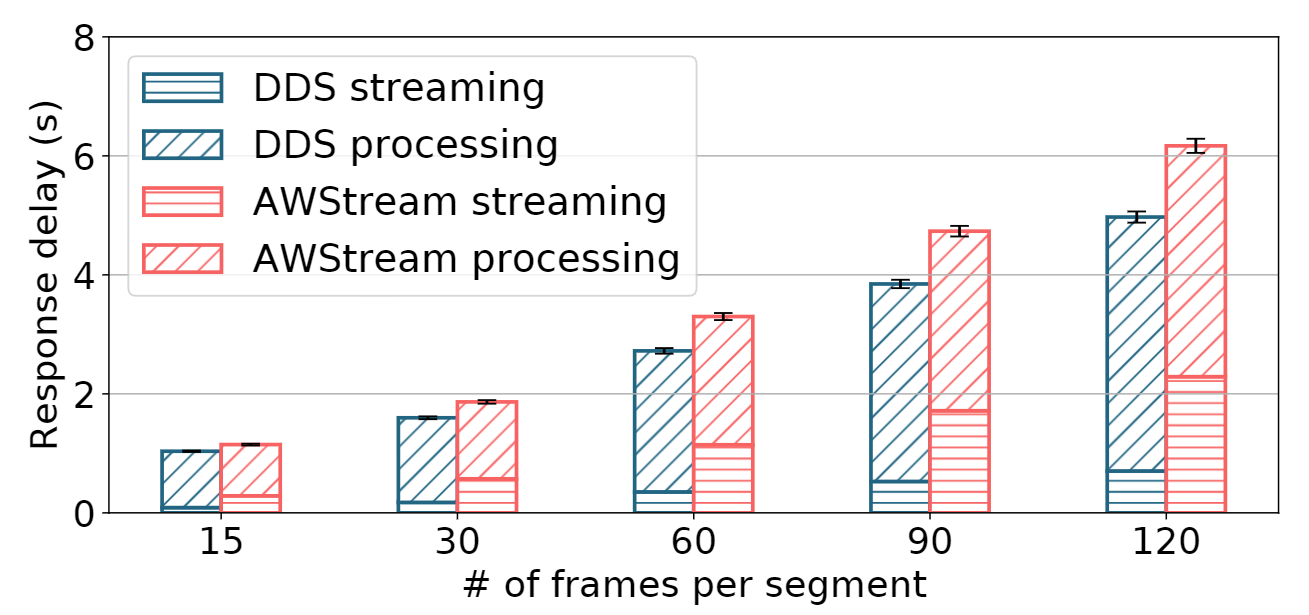 8
6
4
2
0
Response delay (s)
DDS streaming
DDS processing
AWStream streaming
AWStream processing
15 30 60 90 120
# of frames per segment